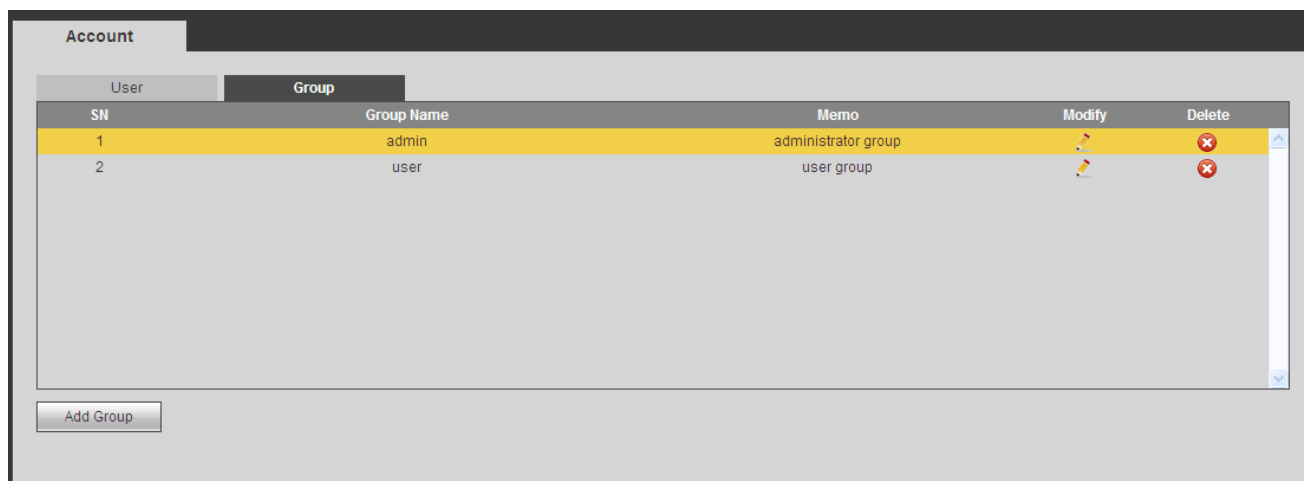 Account
User Group
SN Group Name Memo Modify Delete
1 admin administrator group
2 user user group
Add Group